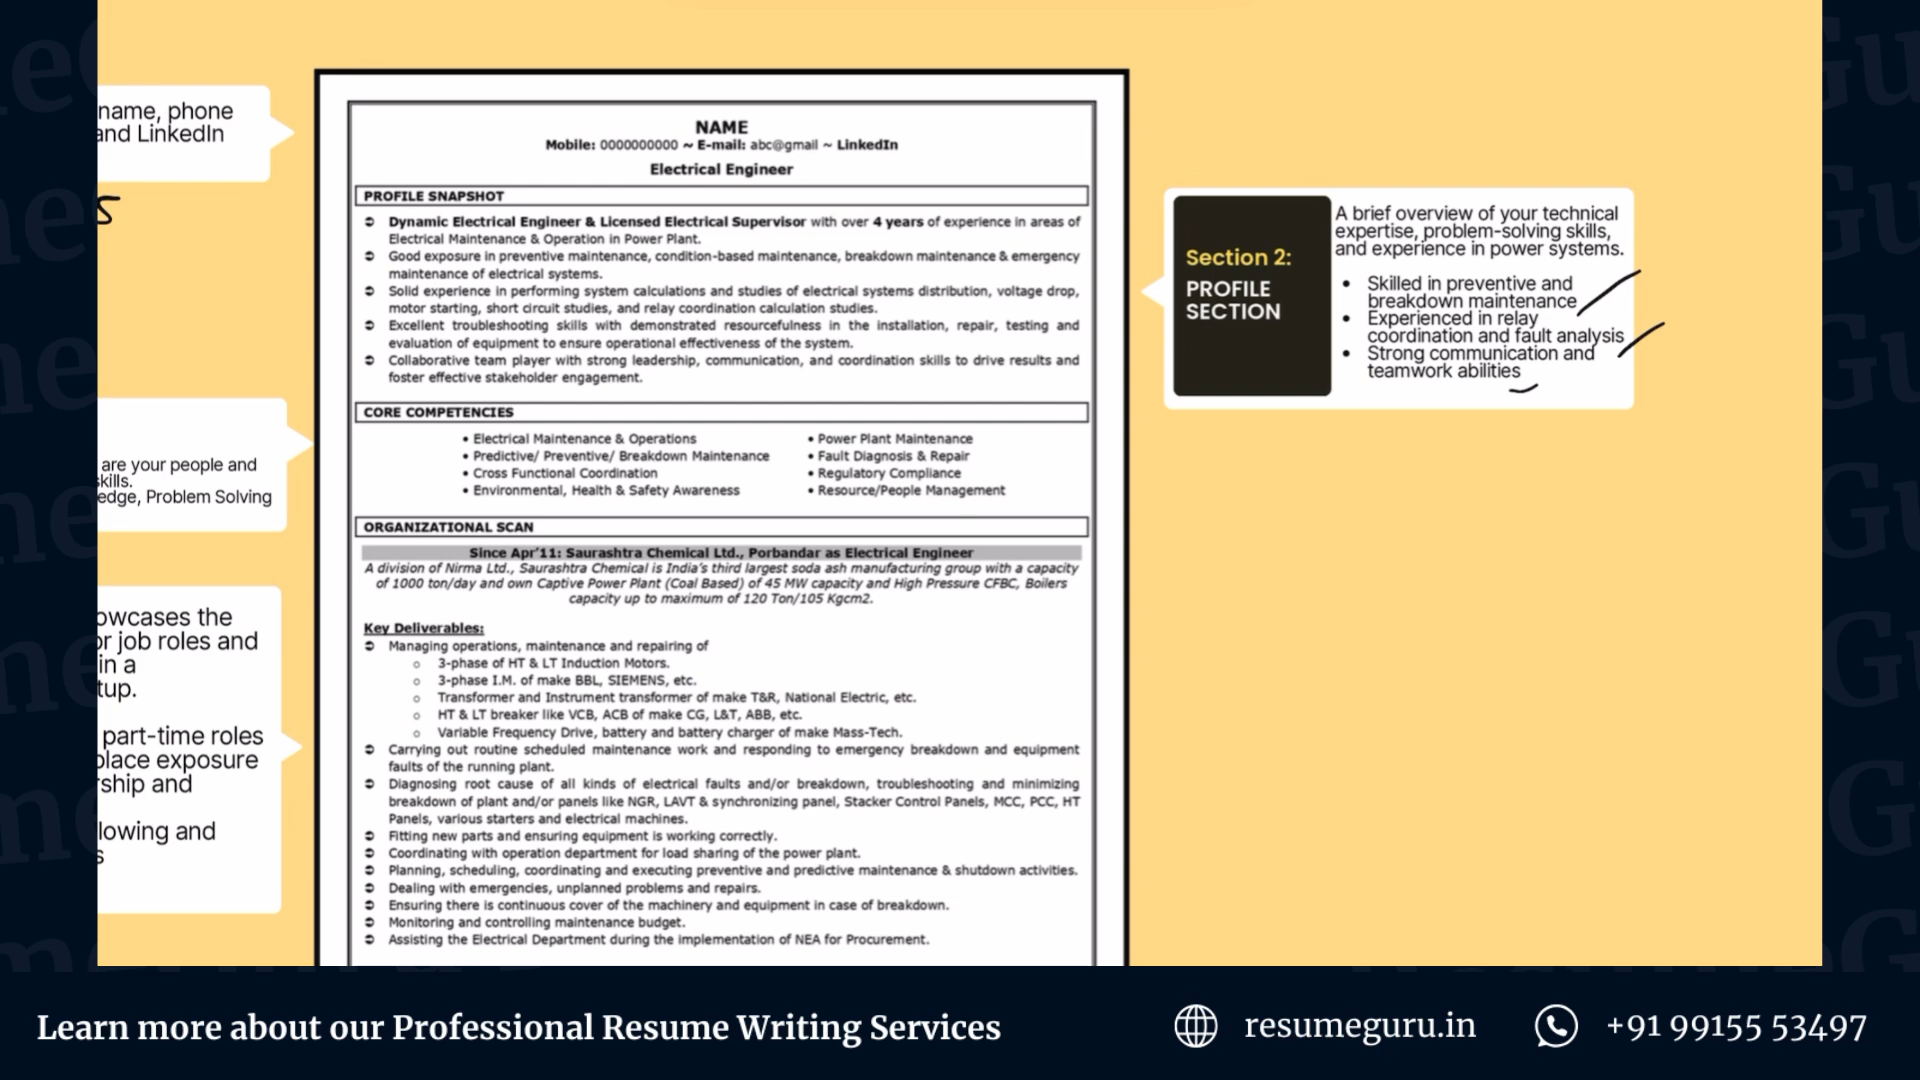 name, phone
and LinkedIn
are your people and
skills.
edge, Problem Solving
owcases the
or job roles and
in a
tup.
part-time roles
place exposure
rship and
lowing and
s
NAME
Mobile: 0000000000 ~ E-mail: abc@gmail ~ LinkedIn
Electrical Engineer
PROFILE SNAPSHOT
Dynamic Electrical Engineer & Licensed Electrical Supervisor with over 4 years of experience in areas of
Electrical Maintenance & Operation in Power Plant.
Good exposure in preventive maintenance, condition-based maintenance, breakdown maintenance & emergency
maintenance of electrical systems.
Solid experience in performing system calculations and studies of electrical systems distribution, voltage drop,
motor starting, short circuit studies, and relay coordination calculation studies.
Excellent troubleshooting skills with demonstrated resourcefulness in the installation, repair, testing and
evaluation of equipment to ensure operational effectiveness of the system.
Collaborative team player with strong leadership, communication, and coordination skills to drive results and
foster effective stakeholder engagement.
CORE COMPETENCIES
• Electrical Maintenance & Operations
• Predictive/ Preventive/ Breakdown Maintenance
• Cross Functional Coordination
• Environmental, Health & Safety Awareness
• Power Plant Maintenance
• Fault Diagnosis & Repair
• Regulatory Compliance
• Resource/People Management
ORGANIZATIONAL SCAN
Since Apr'11: Saurashtra Chemical Ltd., Porbandar as Electrical Engineer
A division of Nirma Ltd., Saurashtra Chemical is India's third largest soda ash manufacturing group with a capacity
of 1000 ton/day and own Captive Power Plant (Coal Based) of 45 MW capacity and High Pressure CFBC, Boilers
capacity up to maximum of 120 Ton/105 Kgcm2.
Key Deliverables:
Managing operations, maintenance and repairing of
o 3-phase of HT & LT Induction Motors.
o 3-phase I.M. of make BBL, SIEMENS, etc.
o Transformer and Instrument transformer of make T&R, National Electric, etc.
o HT & LT breaker like VCB, ACB of make CG, L&T, ABB, etc.
o Variable Frequency Drive, battery and battery charger of make Mass-Tech.
Carrying out routine scheduled maintenance work and responding to emergency breakdown and equipment
faults of the running plant.
Diagnosing root cause of all kinds of electrical faults and/or breakdown, troubleshooting and minimizing
breakdown of plant and/or panels like NGR, LAVT & synchronizing panel, Stacker Control Panels, MCC, PCC, HT
Panels, various starters and electrical machines.
Fitting new parts and ensuring equipment is working correctly.
Coordinating with operation department for load sharing of the power plant.
Planning, scheduling, coordinating and executing preventive and predictive maintenance & shutdown activities.
Dealing with emergencies, unplanned problems and repairs.
Ensuring there is continuous cover of the machinery and equipment in case of breakdown.
Monitoring and controlling maintenance budget.
Assisting the Electrical Department during the implementation of NEA for Procurement.
Section 2:
PROFILE
SECTION
A brief overview of your technical
expertise, problem-solving skills,
and experience in power systems.
• Skilled in preventive and
breakdown maintenance
• Experienced in relay
coordination and fault analysis
• Strong communication and
teamwork abilities
Learn more about our Professional Resume Writing Services
resumeguru.in
+91 99155 53497